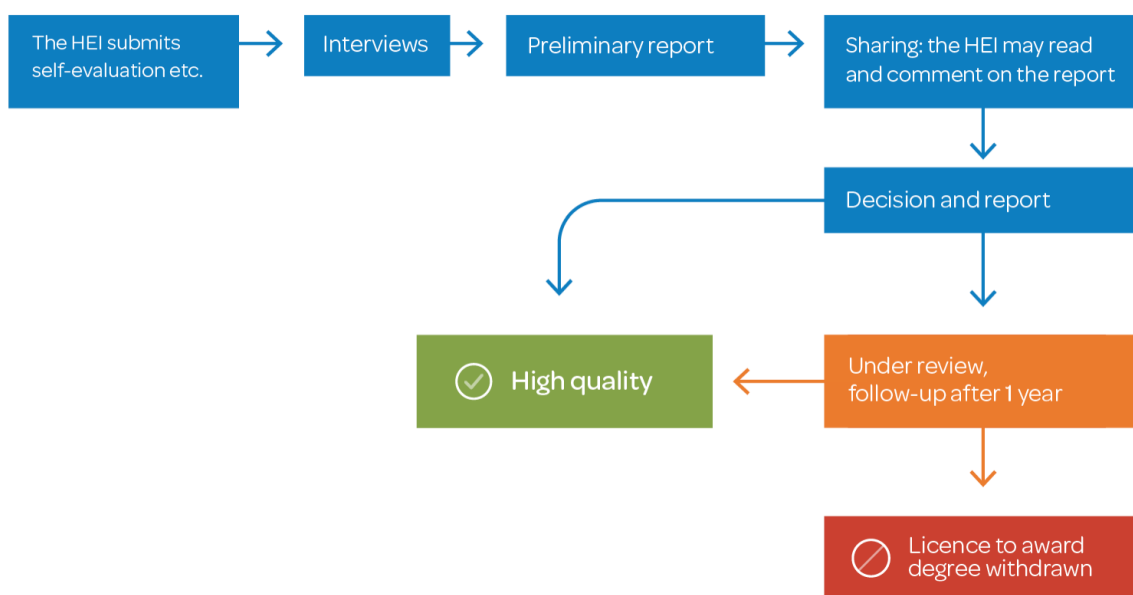 The HEI submits
self-evaluation etc.
Interviews
Preliminary report
Sharing: the HEI may read
and comment on the report
Decision and report
High quality
Under review,
follow-up after 1 year
Licence to award
degree withdrawn